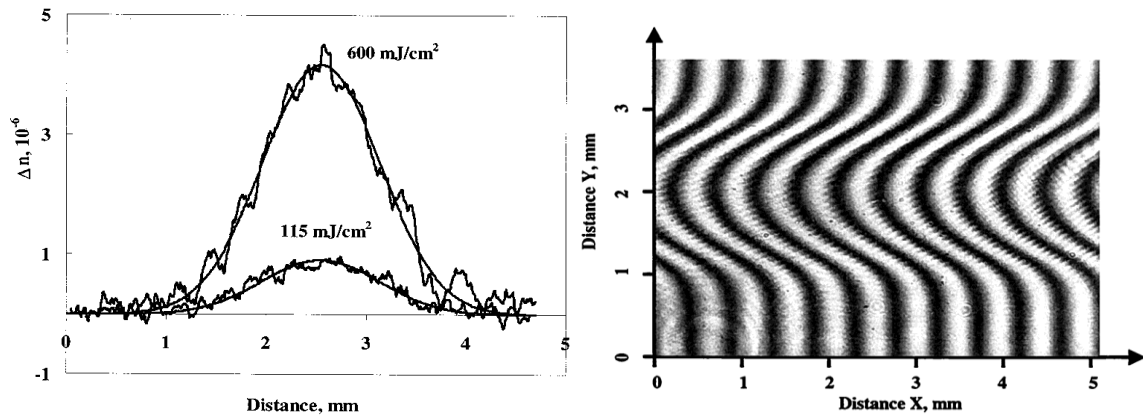 5
600 mJ/cm²
3
Δn, 10⁻⁶
115 mJ/cm²
1
-1
0 1 2 3 4 5
Distance, mm
3
2
1
0
Distance Y, mm
0 1 2 3 4 5
Distance X, mm